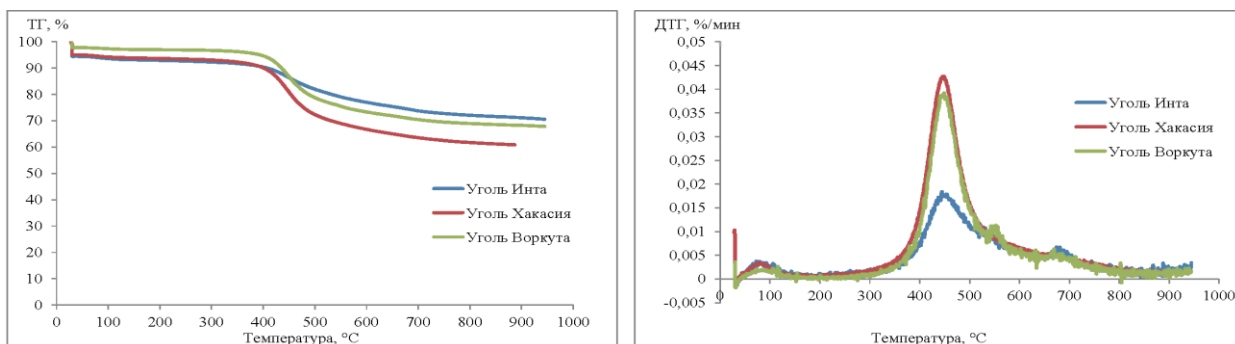 ТГ, %
100
90
80
70
60
50
40
30
20
10
0
0 100 200 300 400 500 600 700 800 900 1000
Температура, °С
Уголь Инта
Уголь Хакасия
Уголь Воркута
ДТГ, %/мин
0,05
0,045
0,04
0,035
0,03
0,025
0,02
0,015
0,01
0,005
0
-0,005
0 100 200 300 400 500 600 700 800 900 1000
Температура, °С
Уголь Инта
Уголь Хакасия
Уголь Воркута